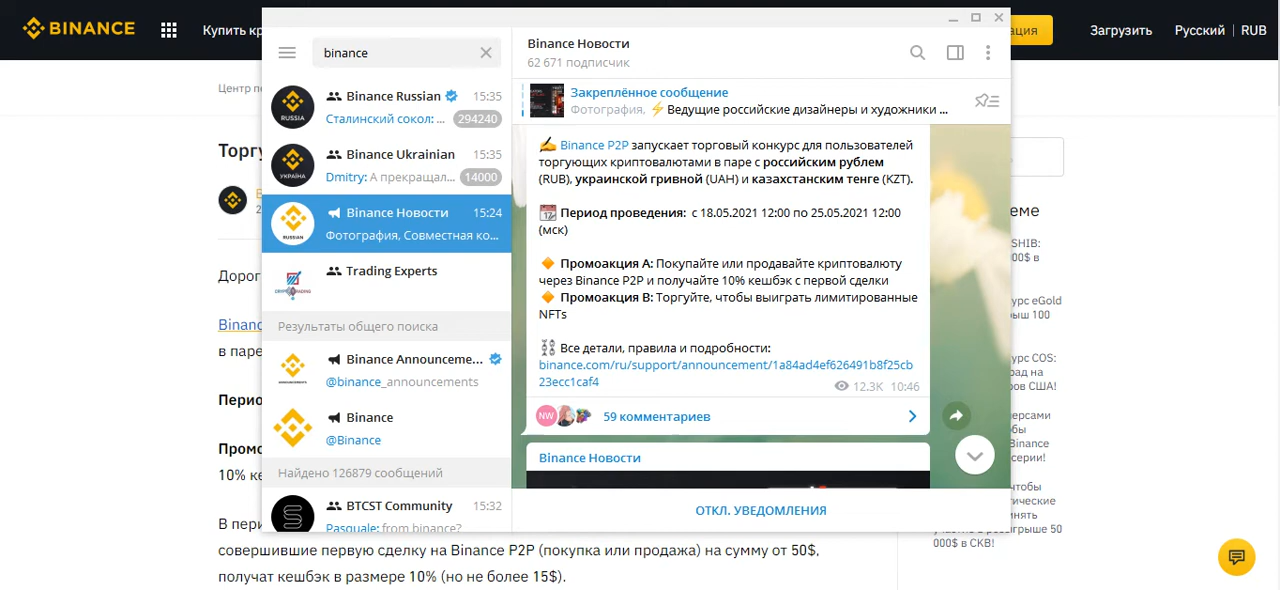 BINANCE
Купить кр
ация
Загрузить
Русский
RUB
binance
Binance Новости
62 671 подписчик
Закреплённое сообщение
Фотография, ⚡ Ведущие российские дизайнеры и художники ...
Binance Russian 15:35
Сталинский сокол: ... 294240
Binance Ukrainian 15:35
Dmitry: А прекращал... 14000
Binance Новости 15:24
Фотография, Совместная ко...
Trading Experts
Результаты общего поиска
Binance Announceme...
@binance_announcements
Binance
@Binance
Найдено 126879 сообщений
BTCST Community 15:32
Pasquale: from binance?
✍ Binance P2P запускает торговый конкурс для пользователей
торгующих криптовалютами в паре с российским рублем
(RUB), украинской гривной (UAH) и казахстанским тенге (KZT).
📆 Период проведения: с 18.05.2021 12:00 по 25.05.2021 12:00
(мск)
🔸 Промоакция А: Покупайте или продавайте криптовалюту
через Binance P2P и получайте 10% кешбэк с первой сделки
🔸 Промоакция B: Торгуйте, чтобы выиграть лимитированные
NFTs
⛓ Все детали, правила и подробности:
binance.com/ru/support/announcement/1a84ad4ef626491b8f25cb
23ecc1caf4
12.3K 10:46
NW
59 комментариев
Binance Новости
ОТКЛ. УВЕДОМЛЕНИЯ
Центр п
Торгу
Дорог
Binanc
в паре
Перио
Промо
10% ке
В пери
совершившие первую сделку на Binance P2P (покупка или продажа) на сумму от 50$,
получат кешбэк в размере 10% (но не более 15$).
еме
SHIB:
00$ в
урс eGold
рыш 100
урс COS:
рад на
ров США!
ерсами
обы
Binance
серии!
чтобы
тические
инять
розыгрыше 50
000$ в СКВ!